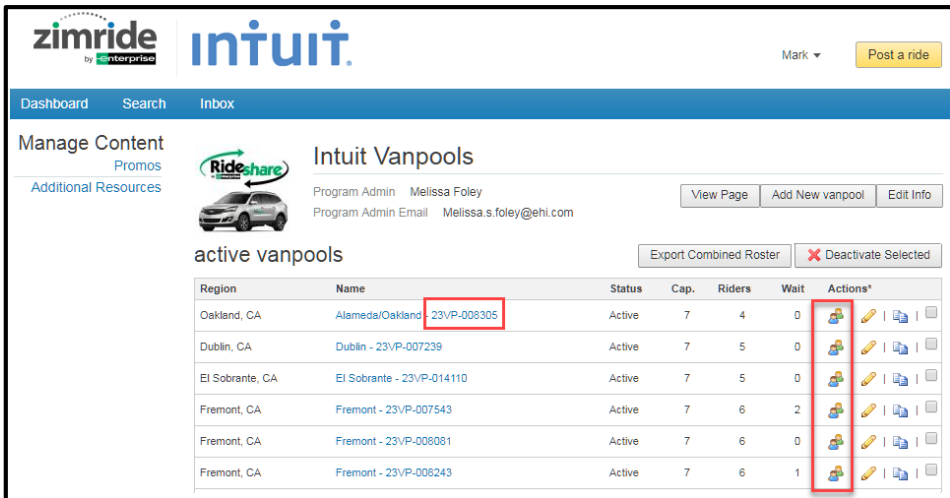 zimride
by enterprise
intuit.
Mark
Post a ride
Dashboard Search Inbox
Manage Content
Promos
Additional Resources
Rideshare
Intuit Vanpools
Program Admin Melissa Foley
Program Admin Email Melissa.s.foley@ehi.com
View Page Add New vanpool Edit Info
active vanpools
Export Combined Roster Deactivate Selected
Region Name Status Cap. Riders Wait Actions*
Oakland, CA Alameda/Oakland - 23VP-008305 Active 7 4 0
Dublin, CA Dublin - 23VP-007239 Active 7 5 0
El Sobrante, CA El Sobrante - 23VP-014110 Active 7 5 0
Fremont, CA Fremont - 23VP-007543 Active 7 6 2
Fremont, CA Fremont - 23VP-008081 Active 7 6 0
Fremont, CA Fremont - 23VP-008243 Active 7 6 1